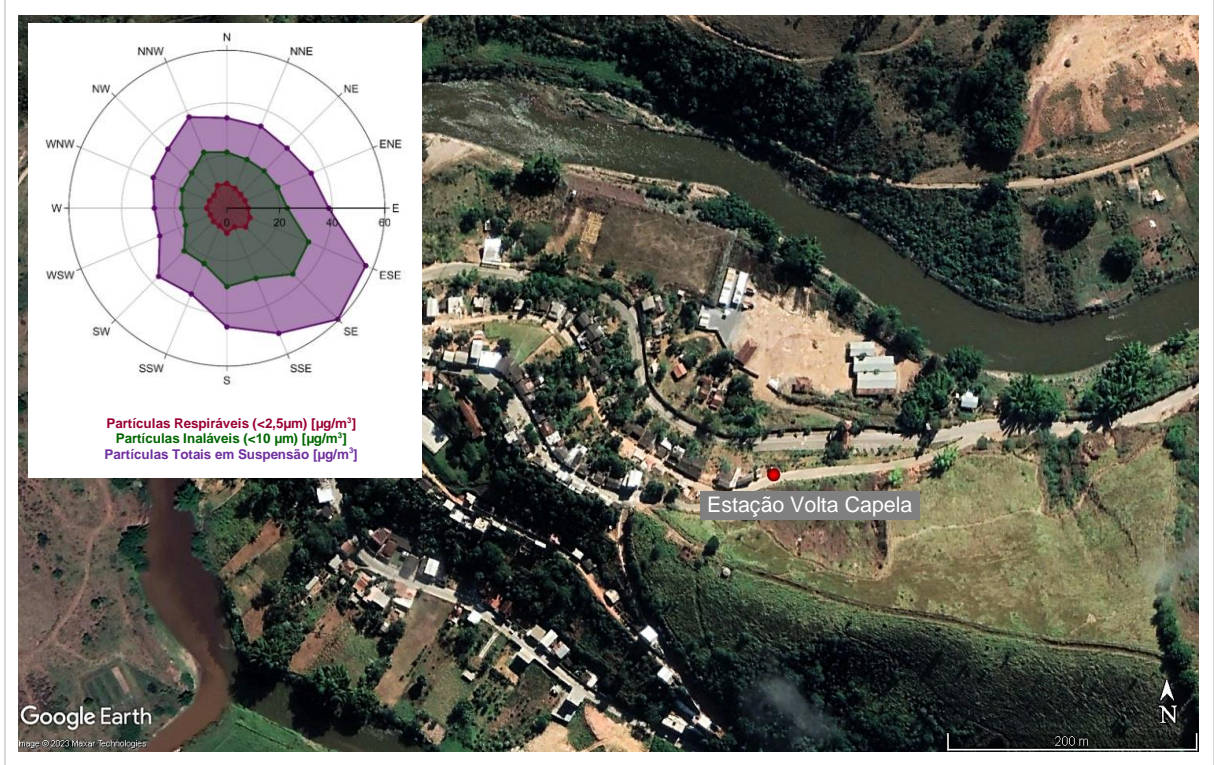 N
NNW
NNE
NW
NE
WNW
ENE
W
0
20
40
60
E
WSW
ESE
SW
SE
SSW
SSE
S
Partículas Respiráveis (<2,5µm) [µg/m³]
Partículas Inaláveis (<10 µm) [µg/m³]
Partículas Totais em Suspensão [µg/m³]
Estação Volta Capela
N
Google Earth
Image © 2023 Maxar Technologies
200 m